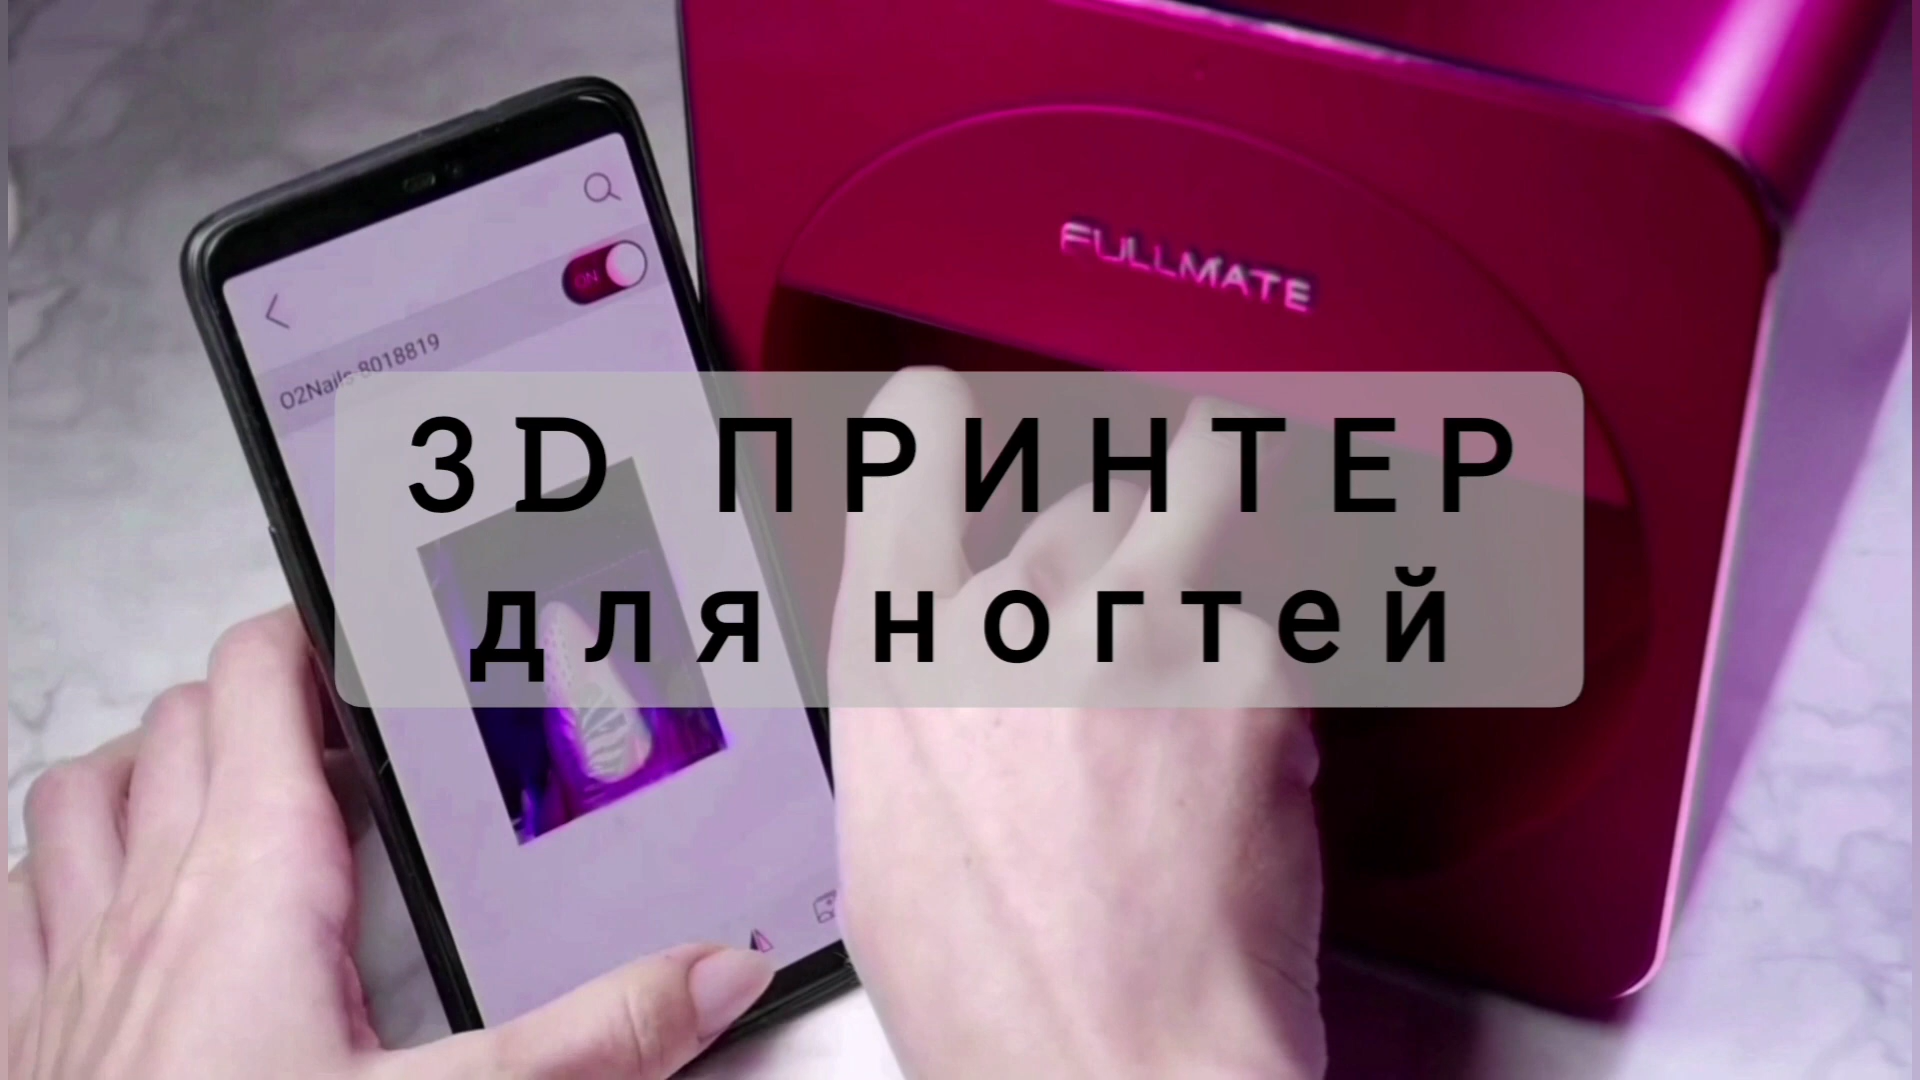 FULLMATE
ON
O2Nails-8018819
3D ПРИНТЕР
для ногтей